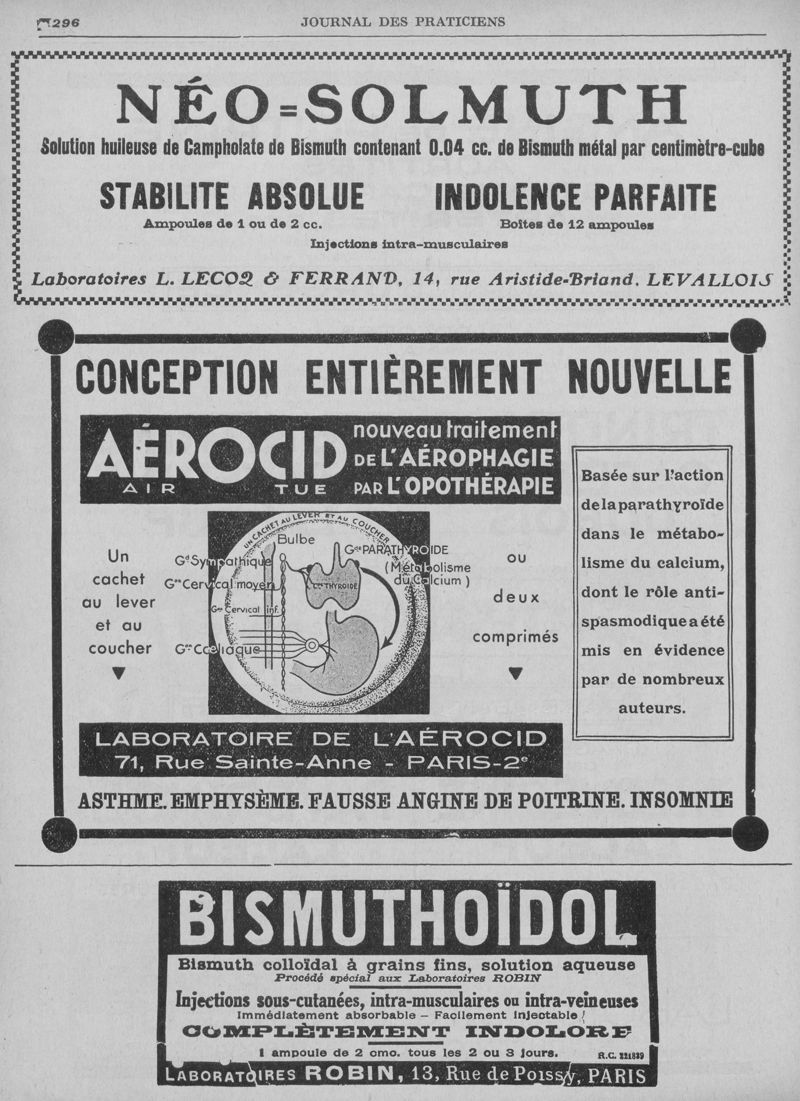 296
JOURNAL DES PRATICIENS
NÉO=SOLMUTH
Solution huileuse de Campholate de Bismuth contenant 0.04 cc. de Bismuth métal par centimètre-cube
STABILITE ABSOLUE
Ampoules de 1 ou de 2 cc.
INDOLENCE PARFAITE
Boîtes de 12 ampoules
Injections intra-musculaires
Laboratoires L. LECOQ & FERRAND, 14, rue Aristide-Briand. LEVALLOIS
CONCEPTION ENTIÈREMENT NOUVELLE
AÉROCID
AIR TUE
nouveau traitement
DE L'AÉROPHAGIE
PAR L'OPOTHÉRAPIE
Un
cachet
au lever
et au
coucher
UN CACHET AU LEVER ET AU COUCHER
Bulbe
Gd Sympathique
Gon Cervical moyen
Gon Cervical inf.
Gon Cœliaque
Gde PARATHYROIDE
(Métabolisme
du Calcium)
THYROIDE
ou
deux
comprimés
Basée sur l'action
de la parathyroïde
dans le métabo-
lisme du calcium,
dont le rôle anti-
spasmodique a été
mis en évidence
par de nombreux
auteurs.
LABORATOIRE DE L'AÉROCID
71, Rue Sainte-Anne - PARIS-2e
ASTHME. EMPHYSÈME. FAUSSE ANGINE DE POITRINE. INSOMNIE
BISMUTHOÏDOL
Bismuth colloïdal à grains fins, solution aqueuse
Procédé spécial aux Laboratoires ROBIN
Injections sous-cutanées, intra-musculaires ou intra-veineuses
Immédiatement absorbable - Facilement injectable!
COMPLÈTEMENT INDOLORE
1 ampoule de 2 cmc. tous les 2 ou 3 jours.
R.C. 221839
LABORATOIRES ROBIN, 13, Rue de Poissy, PARIS